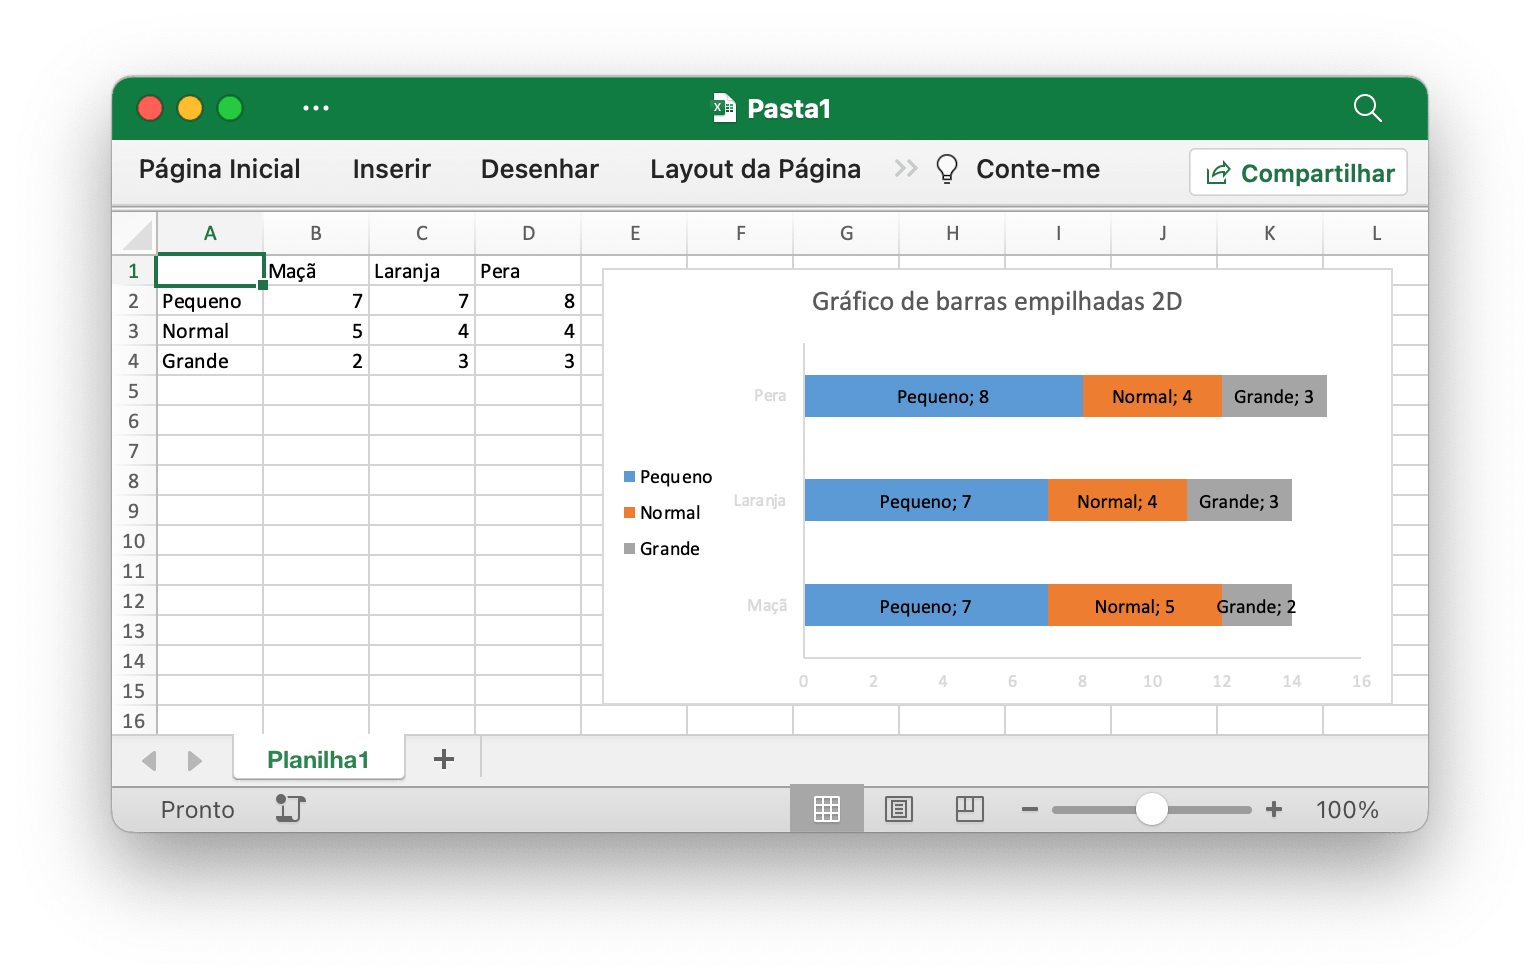 Pasta1
Página Inicial Inserir Desenhar Layout da Página Conte-me Compartilhar
A B C D E F G H I J K L
1 Maçã Laranja Pera
2 Pequeno 7 7 8
3 Normal 5 4 4
4 Grande 2 3 3
5
6
7
8
9
10
11
12
13
14
15
16
Gráfico de barras empilhadas 2D
Pera Pequeno; 8 Normal; 4 Grande; 3
Laranja Pequeno; 7 Normal; 4 Grande; 3
Maçã Pequeno; 7 Normal; 5 Grande; 2
0 2 4 6 8 10 12 14 16
Pequeno
Normal
Grande
Planilha1
Pronto 100%